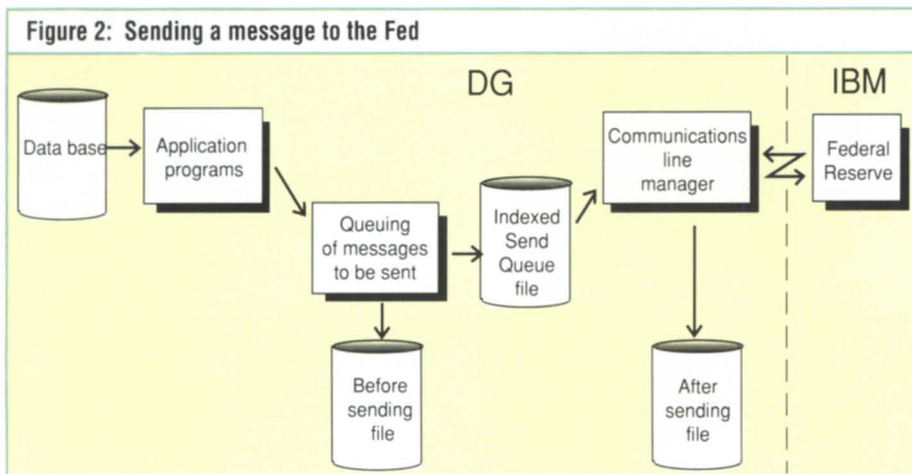 Figure 2: Sending a message to the Fed
DG
IBM
Data base
Application
programs
Queuing
of messages
to be sent
Indexed
Send
Queue
file
Communications
line
manager
Federal
Reserve
Before
sending
file
After
sending
file